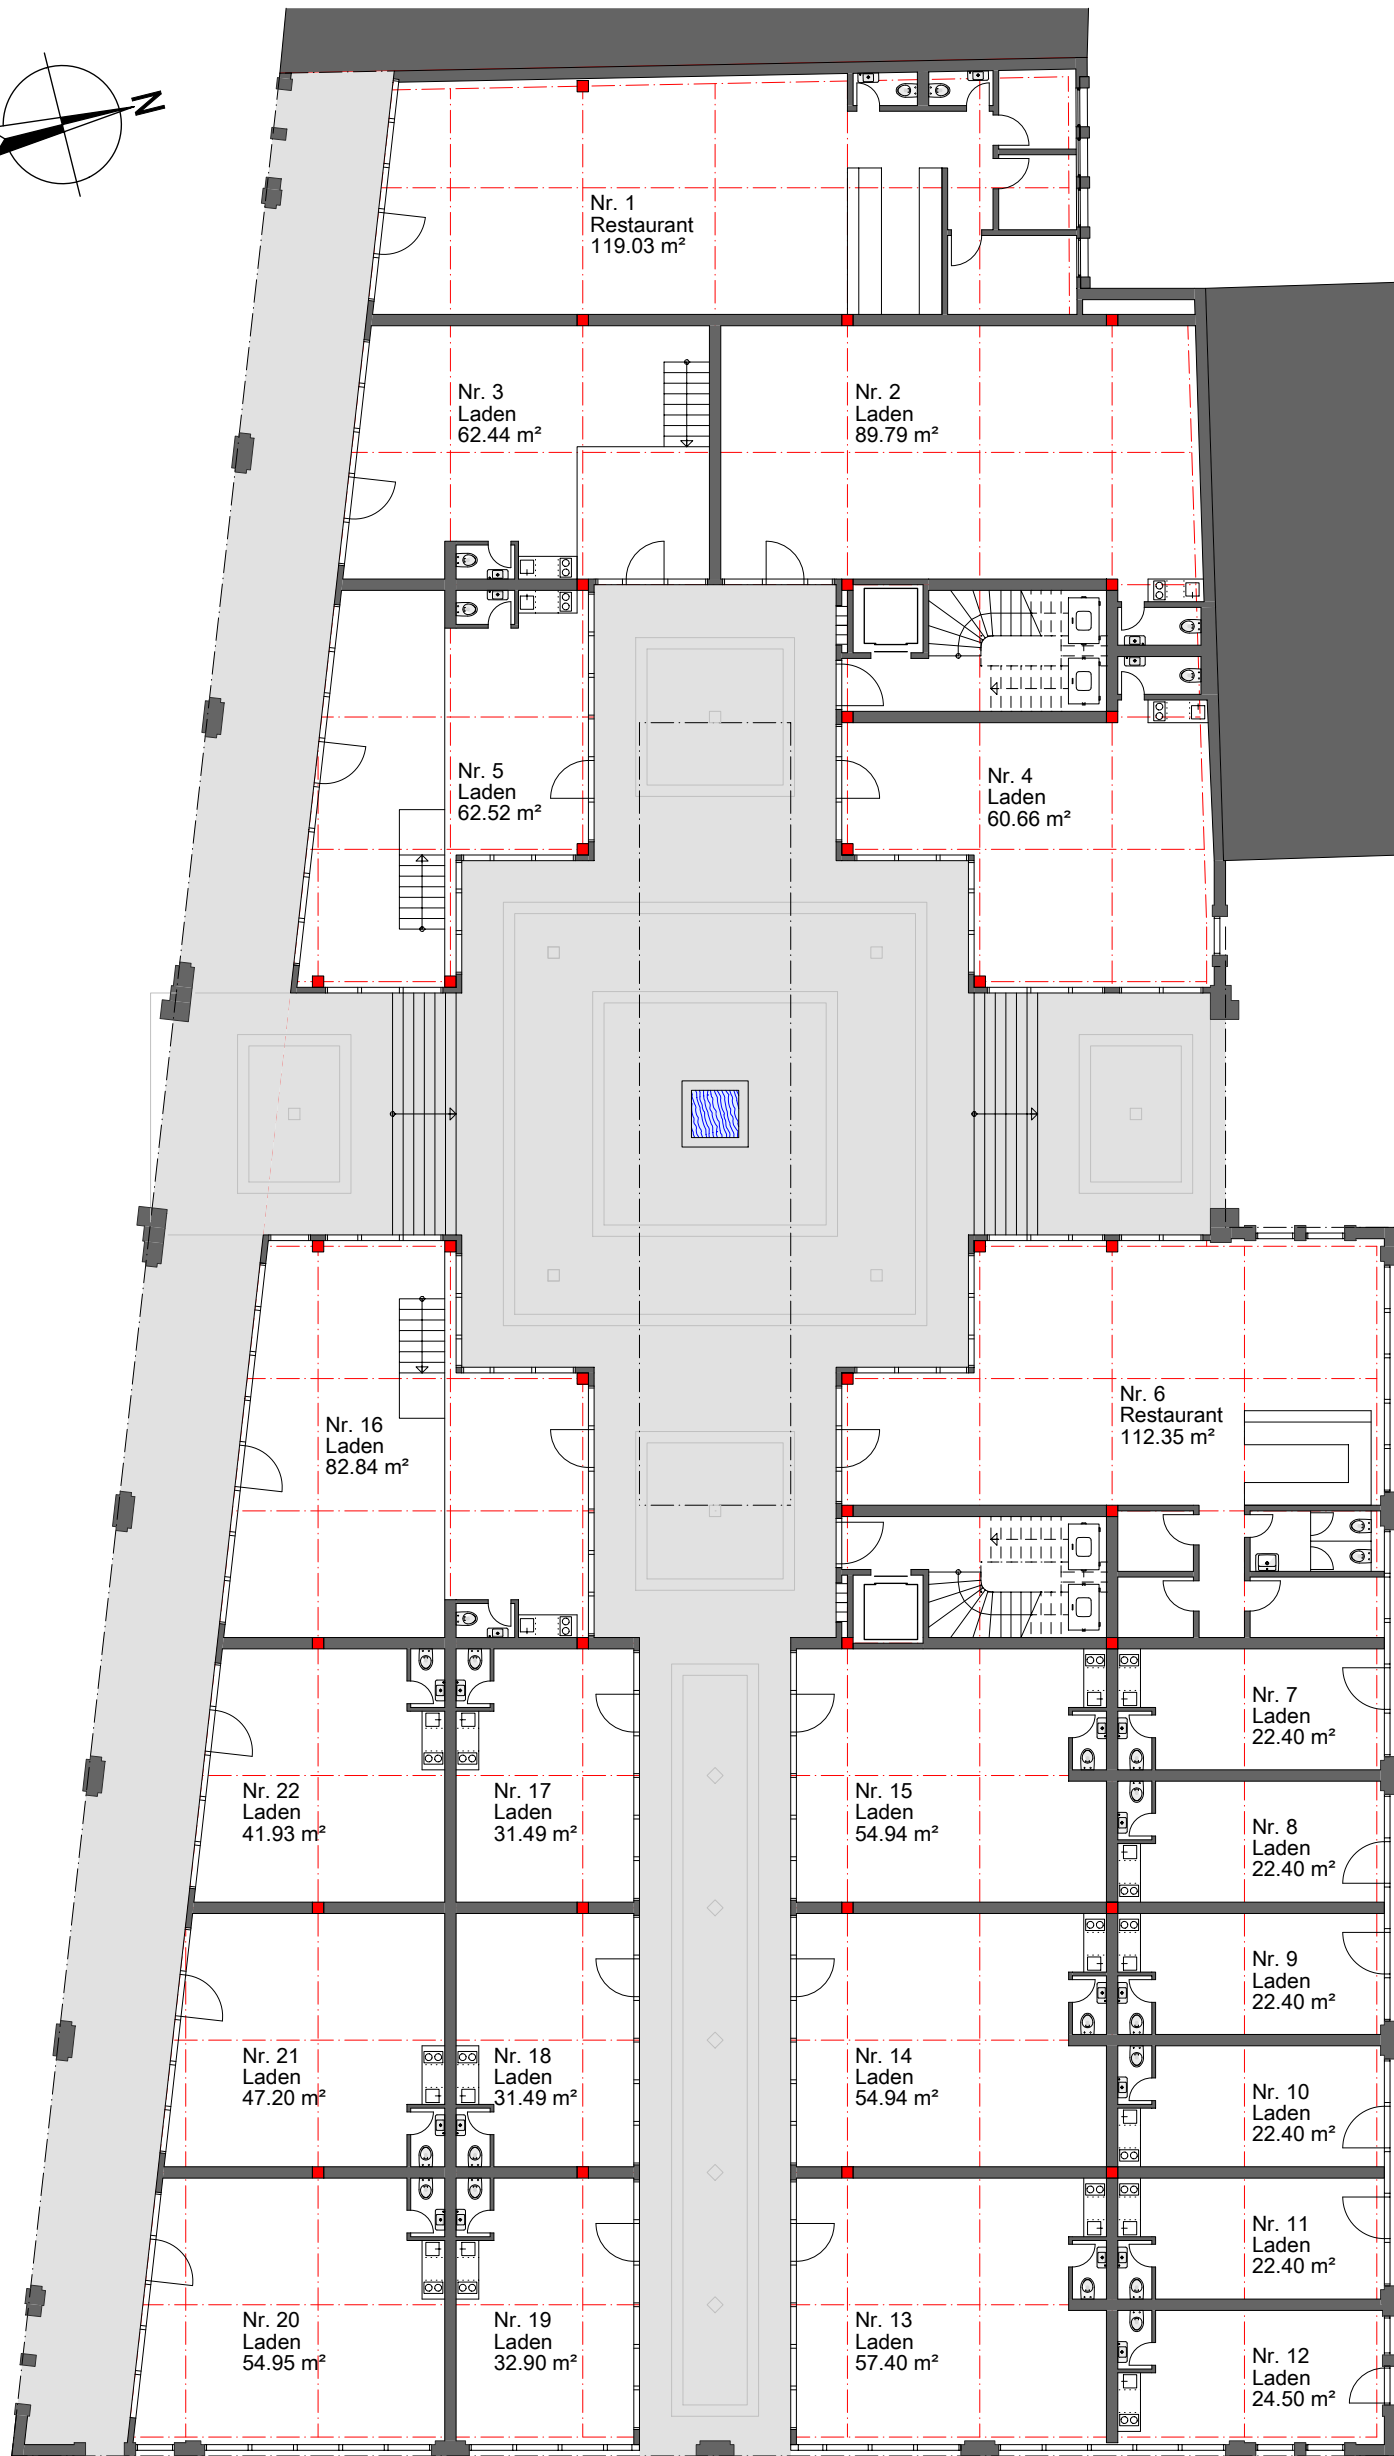 N
Nr. 1
Restaurant
119.03 m²
Nr. 3
Laden
62.44 m²
Nr. 2
Laden
89.79 m²
Nr. 5
Laden
62.52 m²
Nr. 4
Laden
60.66 m²
Nr. 6
Restaurant
112.35 m²
Nr. 16
Laden
82.84 m²
Nr. 7
Laden
22.40 m²
Nr. 22
Laden
41.93 m²
Nr. 17
Laden
31.49 m²
Nr. 15
Laden
54.94 m²
Nr. 8
Laden
22.40 m²
Nr. 9
Laden
22.40 m²
Nr. 21
Laden
47.20 m²
Nr. 18
Laden
31.49 m²
Nr. 14
Laden
54.94 m²
Nr. 10
Laden
22.40 m²
Nr. 11
Laden
22.40 m²
Nr. 20
Laden
54.95 m²
Nr. 19
Laden
32.90 m²
Nr. 13
Laden
57.40 m²
Nr. 12
Laden
24.50 m²